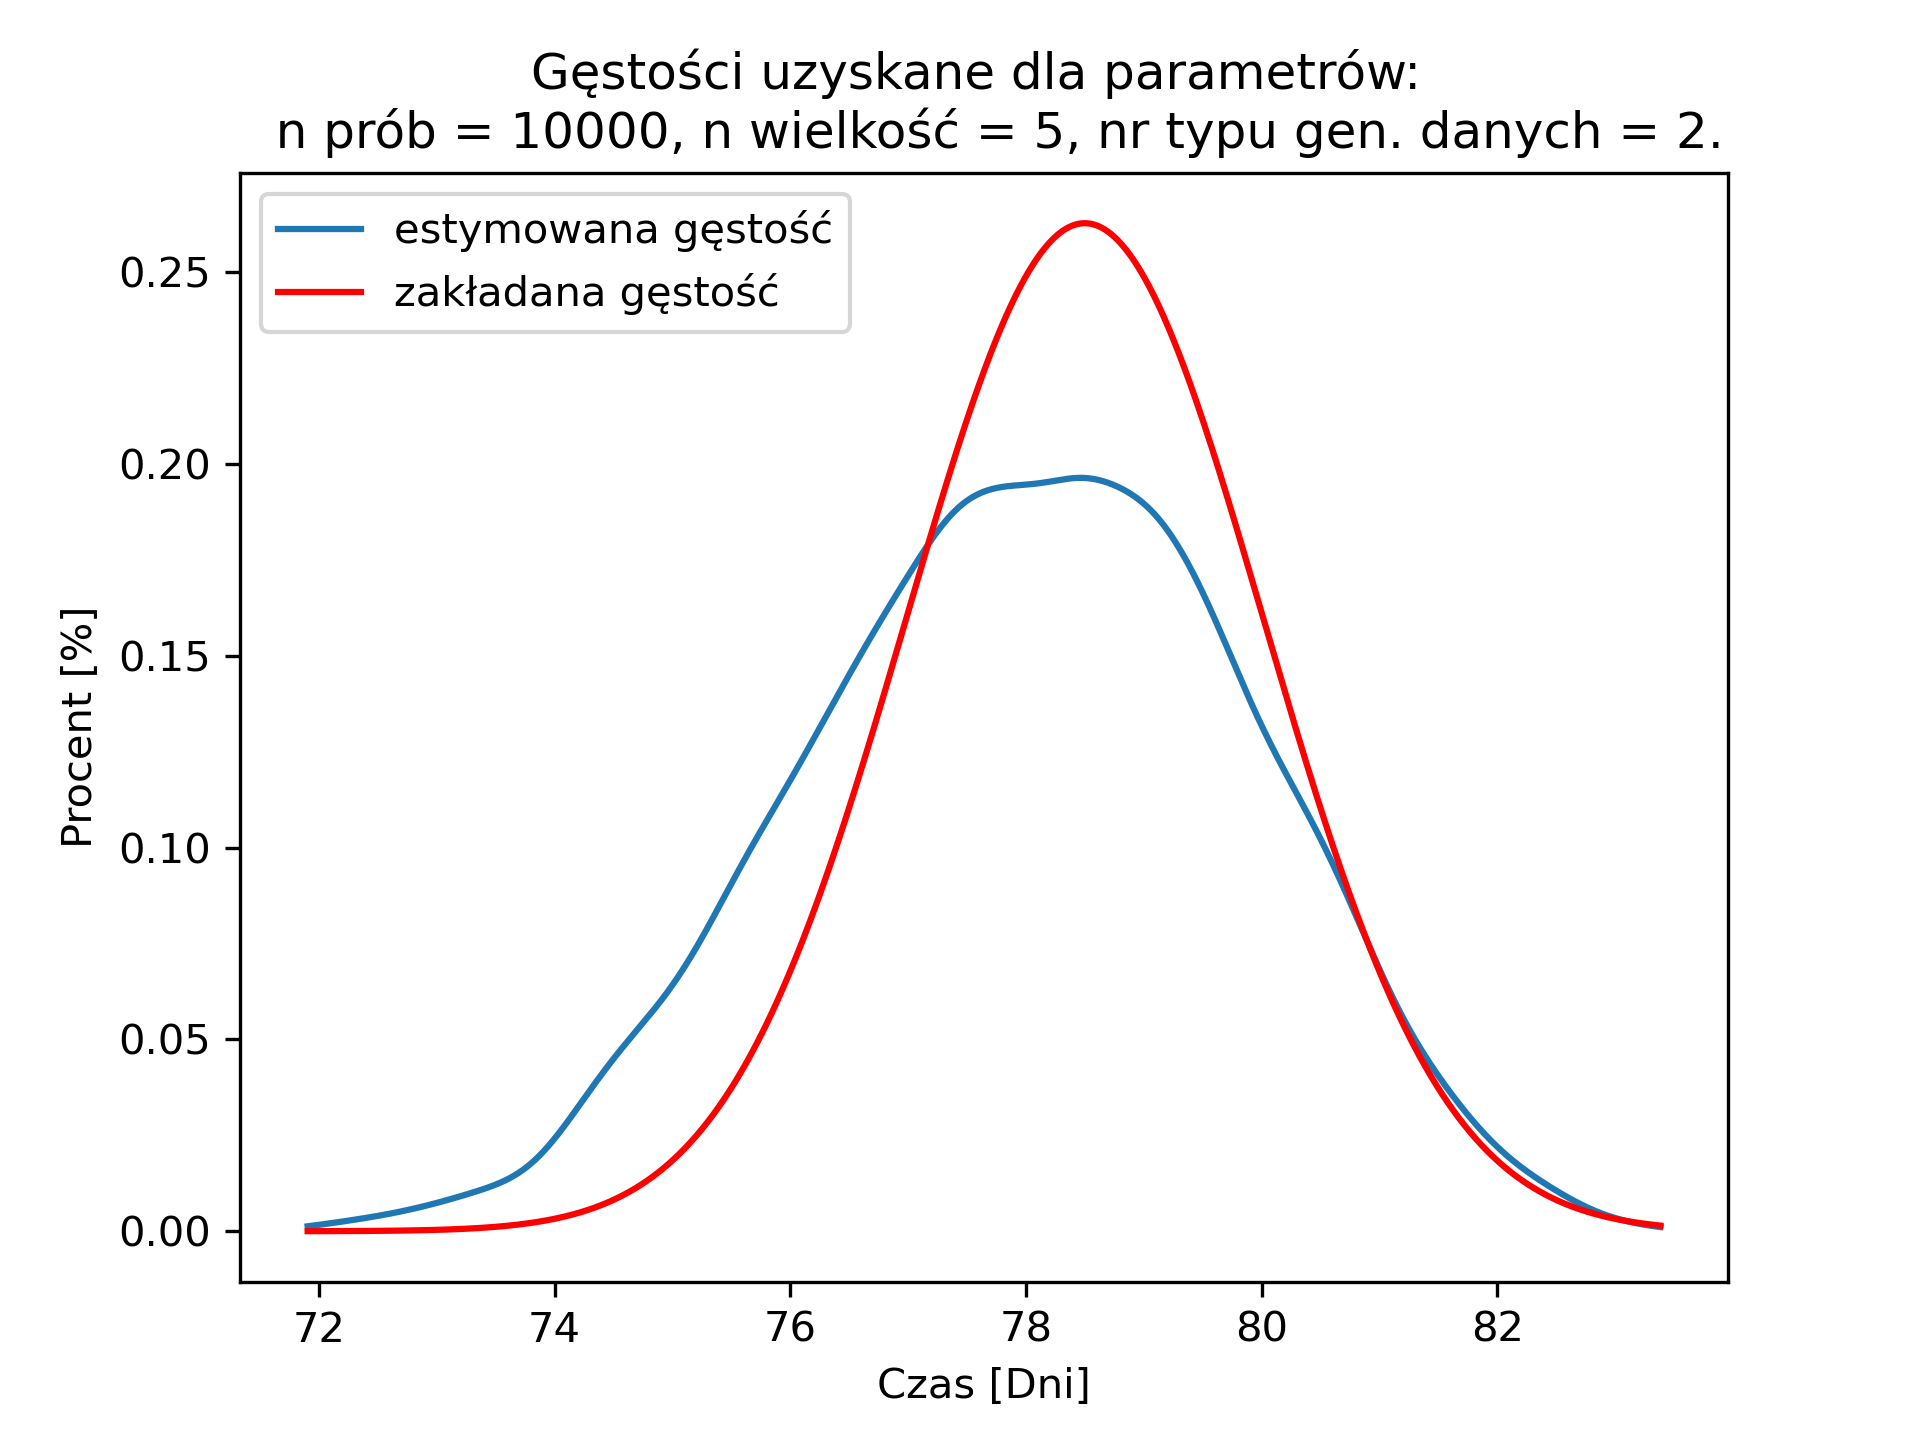 Gęstości uzyskane dla parametrów:
n prób = 10000, n wielkość = 5, nr typu gen. danych = 2.
estymowana gęstość
zakładana gęstość
0.25
0.20
0.15
0.10
0.05
0.00
Procent [%]
72 74 76 78 80 82
Czas [Dni]